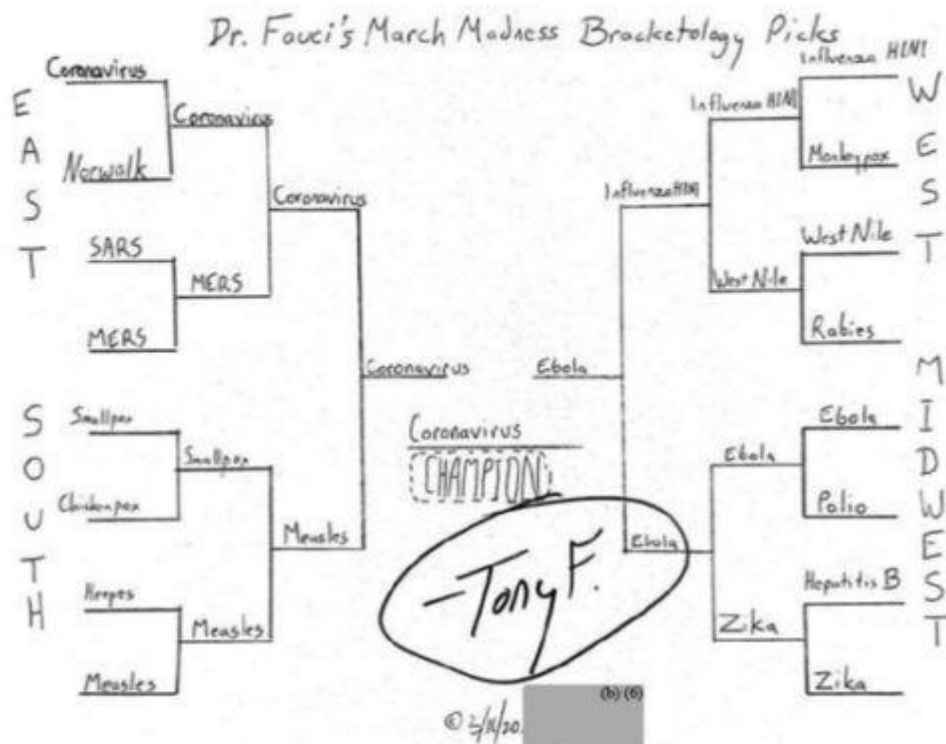 Dr. Fauci's March Madness Bracketology Picks
EAST
Coronavirus
Norwalk
SARS
MERS
Coronavirus
MERS
Coronavirus
SOUTH
Smallpox
Chickenpox
Herpes
Measles
Smallpox
Measles
Measles
Coronavirus
Coronavirus
CHAMPION
-Tony F.
Ebola
Influenza H1N1
Ebola
Influenza H1N1
West Nile
Ebola
Zika
WEST
Influenza H1N1
Monkeypox
West Nile
Rabies
MIDWEST
Ebola
Polio
Hepatitis B
Zika
(b) (6)